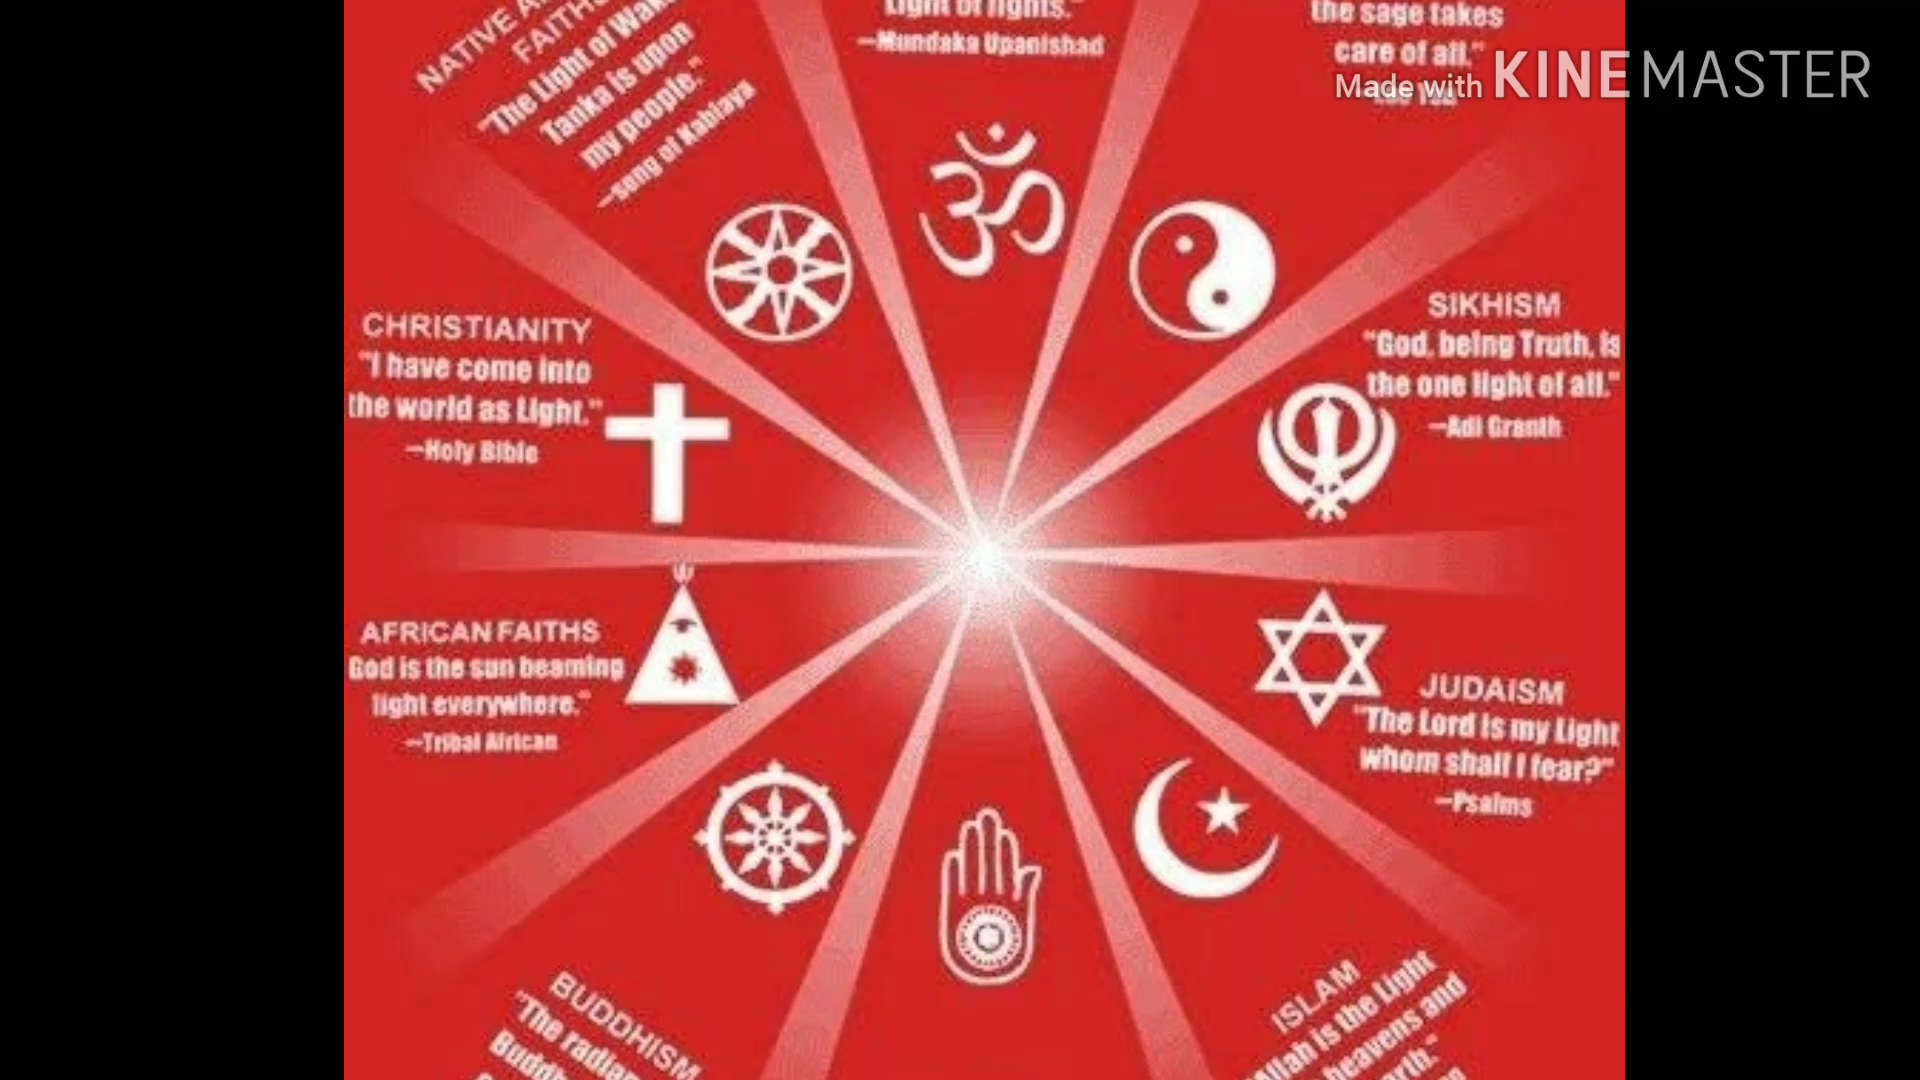 NATIVE
FAITHS
"The Light of Wakan
Tanka is upon
my people."
—song of Kablaya
Light of lights."
—Mundaka Upanishad
the sage takes
care of all."
Made with KINEMASTER
CHRISTIANITY
"I have come into
the world as Light."
—Holy Bible
SIKHISM
"God, being Truth, is
the one light of all."
—Adi Granth
AFRICAN FAITHS
God is the sun beaming
light everywhere."
—Tribal African
JUDAISM
"The Lord is my Light
whom shall I fear?"
—Psalms
BUDDHISM
"The
ISLAM
Allah is the Light
heavens and